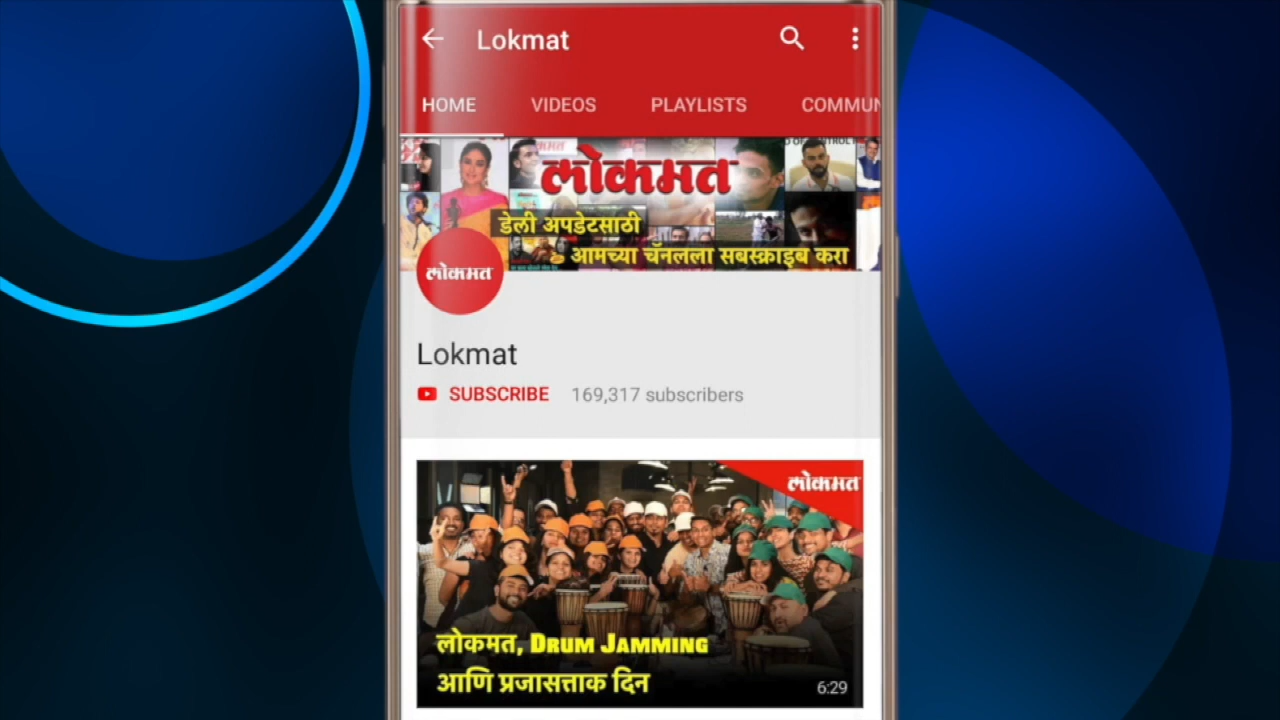 Lokmat
HOME VIDEOS PLAYLISTS COMMUN
लोकमत
डेली अपडेटसाठी
आमच्या चॅनलला सबस्क्राइब करा
लोकमत
Lokmat
SUBSCRIBE 169,317 subscribers
लोकमत
लोकमत, DRUM JAMMING
आणि प्रजासत्ताक दिन
6:29